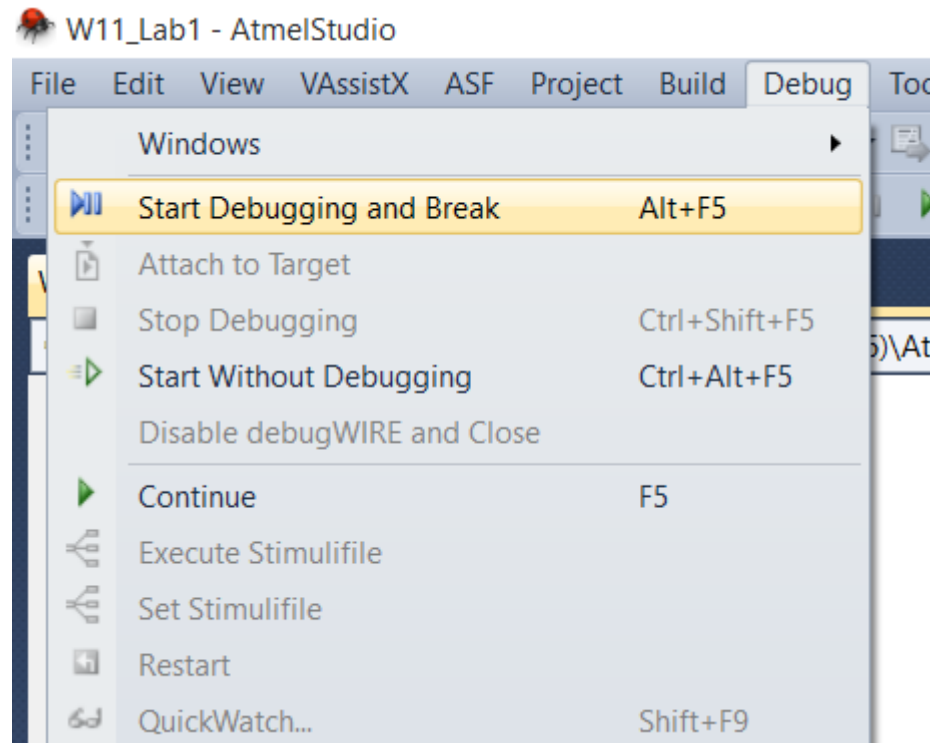 W11_Lab1 - AtmelStudio
File Edit View VAssistX ASF Project Build Debug
Windows
Start Debugging and Break Alt+F5
Attach to Target
Stop Debugging Ctrl+Shift+F5
Start Without Debugging Ctrl+Alt+F5
Disable debugWIRE and Close
Continue F5
Execute Stimulifile
Set Stimulifile
Restart
QuickWatch... Shift+F9